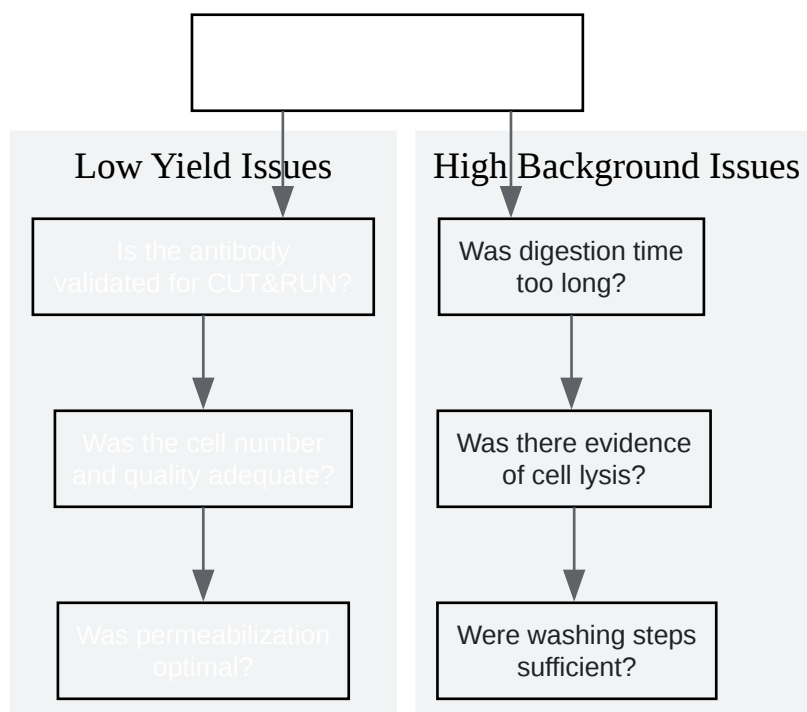 Low Yield Issues
Is the antibody
validated for CUT&RUN?
Was the cell number
and quality adequate?
Was permeabilization
optimal?
High Background Issues
Was digestion time
too long?
Was there evidence
of cell lysis?
Were washing steps
sufficient?